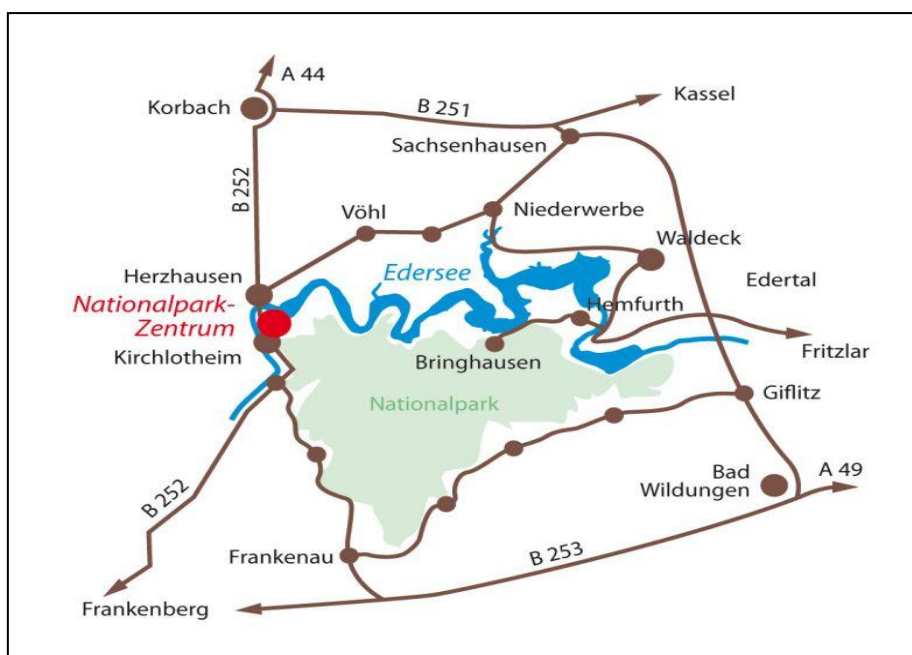 A 44
Kassel
Korbach
B 251
Sachsenhausen
B 252
Vöhl
Niederwerbe
Waldeck
Herzhausen
Edersee
Edertal
Nationalpark-
Zentrum
Hemfurth
Kirchlotheim
Bringhausen
Fritzlar
Nationalpark
Giflitz
Bad
Wildungen
A 49
B 252
Frankenau
B 253
Frankenberg